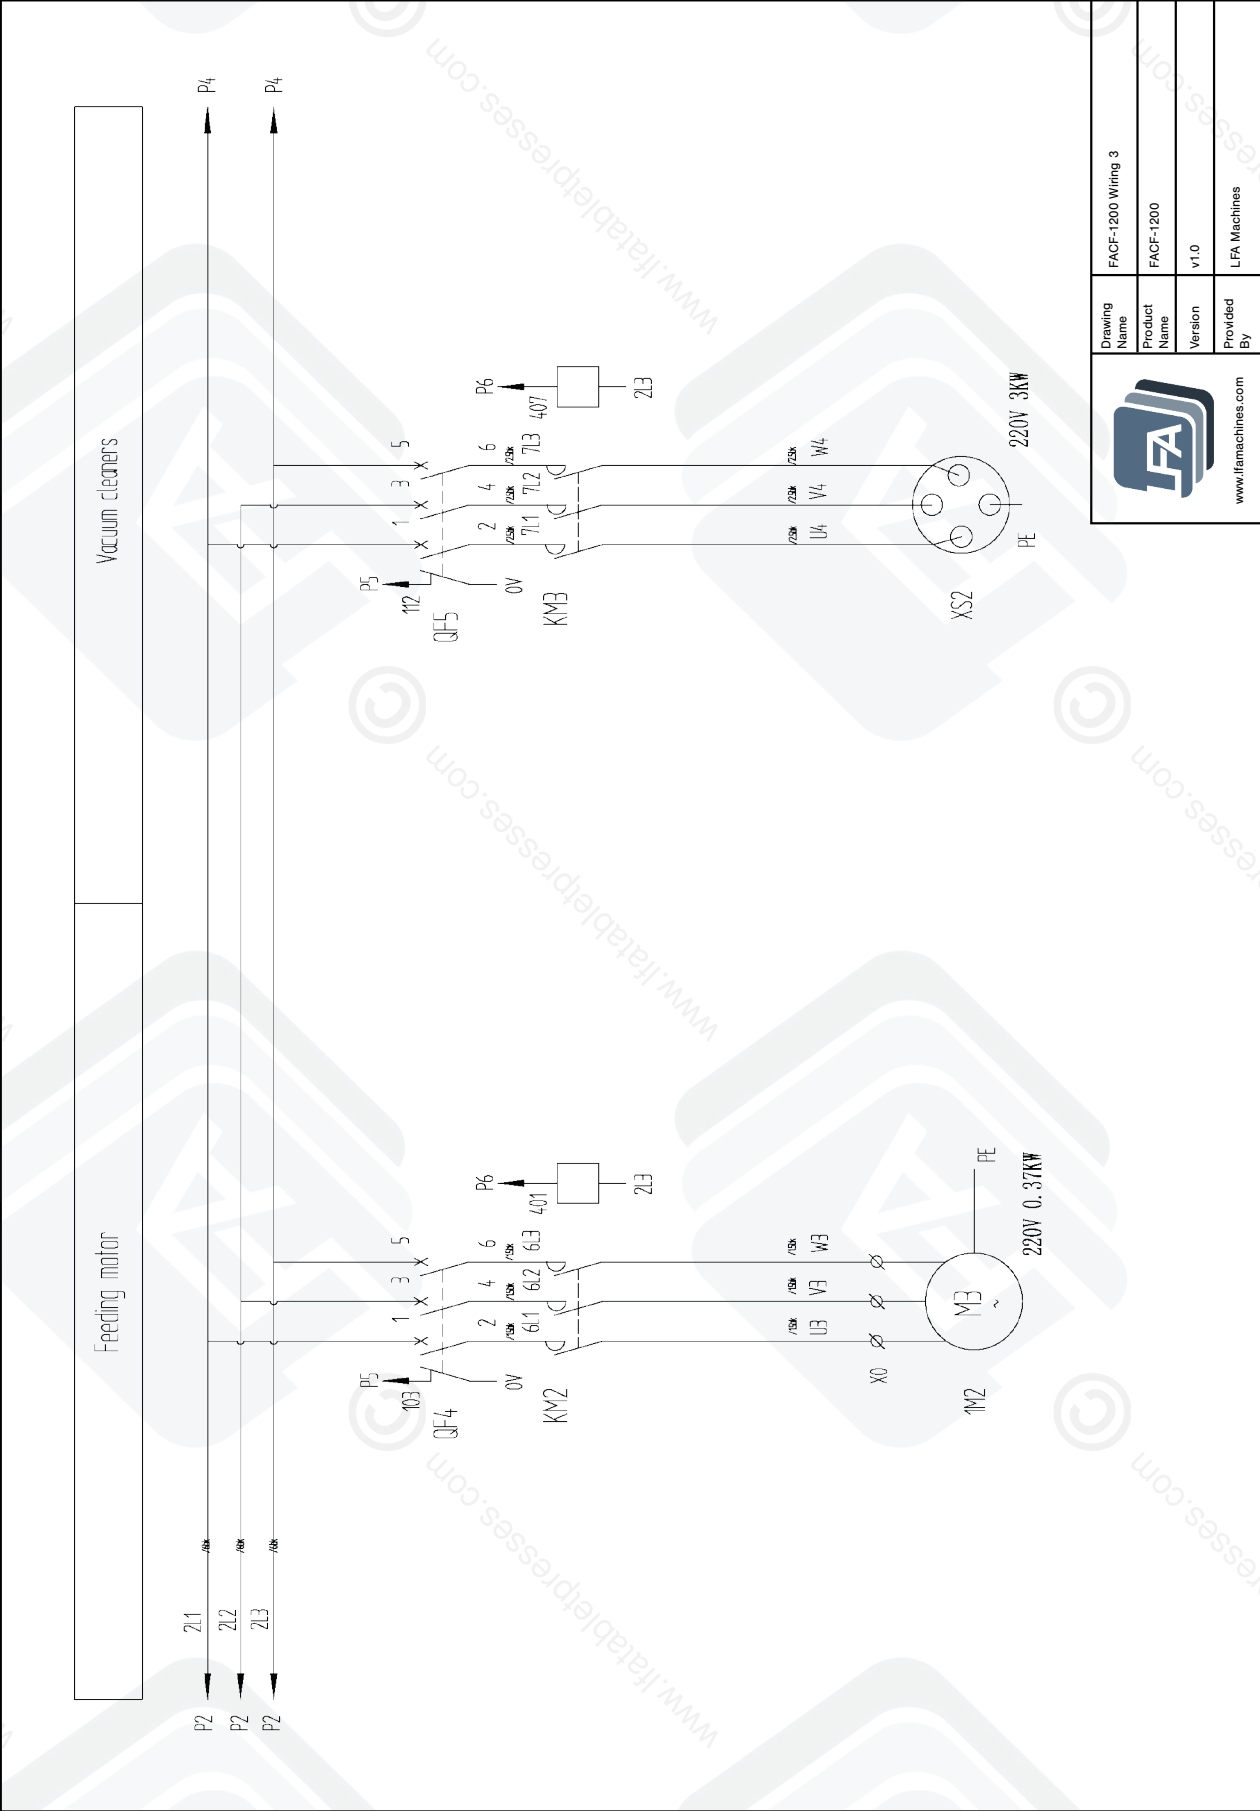 Feeding motor
Vacuum cleaners
P2
2L1
P4
P2
2L2
P2
2L3
P4
P5
103
1
3
5
QF4
0V
2
4
6
P6
401
6L1
6L2
6L3
KM2
2L3
U3
V3
W3
X0
1M2
M3
~
PE
220V 0.37KW
P5
112
1
3
5
QF5
0V
2
4
6
P6
407
7L1
7L2
7L3
KM3
2L3
U4
V4
W4
XS2
PE
220V 3KW
LFA
www.lfamachines.com
Drawing Name
FACF-1200 Wiring 3
Product Name
FACF-1200
Version
v1.0
Provided By
LFA Machines
© www.lfatabletpresses.com